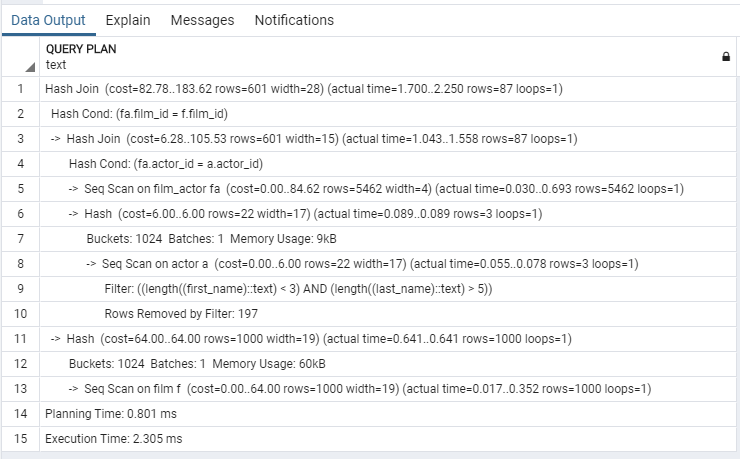 Data Output Explain Messages Notifications
QUERY PLAN
text
1 Hash Join (cost=82.78..183.62 rows=601 width=28) (actual time=1.700..2.250 rows=87 loops=1)
2 Hash Cond: (fa.film_id = f.film_id)
3 -> Hash Join (cost=6.28..105.53 rows=601 width=15) (actual time=1.043..1.558 rows=87 loops=1)
4 Hash Cond: (fa.actor_id = a.actor_id)
5 -> Seq Scan on film_actor fa (cost=0.00..84.62 rows=5462 width=4) (actual time=0.030..0.693 rows=5462 loops=1)
6 -> Hash (cost=6.00..6.00 rows=22 width=17) (actual time=0.089..0.089 rows=3 loops=1)
7 Buckets: 1024 Batches: 1 Memory Usage: 9kB
8 -> Seq Scan on actor a (cost=0.00..6.00 rows=22 width=17) (actual time=0.055..0.078 rows=3 loops=1)
9 Filter: ((length((first_name)::text) < 3) AND (length((last_name)::text) > 5))
10 Rows Removed by Filter: 197
11 -> Hash (cost=64.00..64.00 rows=1000 width=19) (actual time=0.641..0.641 rows=1000 loops=1)
12 Buckets: 1024 Batches: 1 Memory Usage: 60kB
13 -> Seq Scan on film f (cost=0.00..64.00 rows=1000 width=19) (actual time=0.017..0.352 rows=1000 loops=1)
14 Planning Time: 0.801 ms
15 Execution Time: 2.305 ms